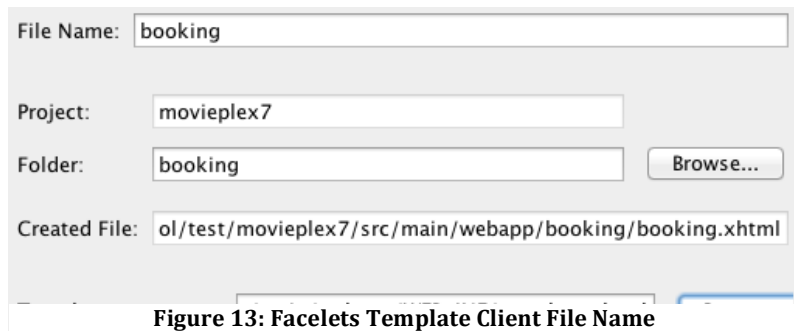 File Name: booking
Project: movieplex7
Folder: booking Browse...
Created File: ol/test/movieplex7/src/main/webapp/booking/booking.xhtml
Figure 13: Facelets Template Client File Name